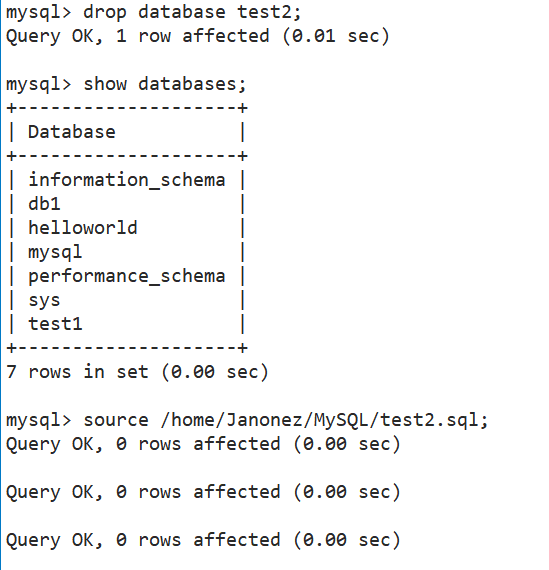 mysql> drop database test2;
Query OK, 1 row affected (0.01 sec)
mysql> show databases;
+--------------------+
| Database           |
+--------------------+
| information_schema |
| db1                |
| helloworld         |
| mysql              |
| performance_schema |
| sys                |
| test1              |
+--------------------+
7 rows in set (0.00 sec)
mysql> source /home/Janonez/MySQL/test2.sql;
Query OK, 0 rows affected (0.00 sec)
Query OK, 0 rows affected (0.00 sec)
Query OK, 0 rows affected (0.00 sec)